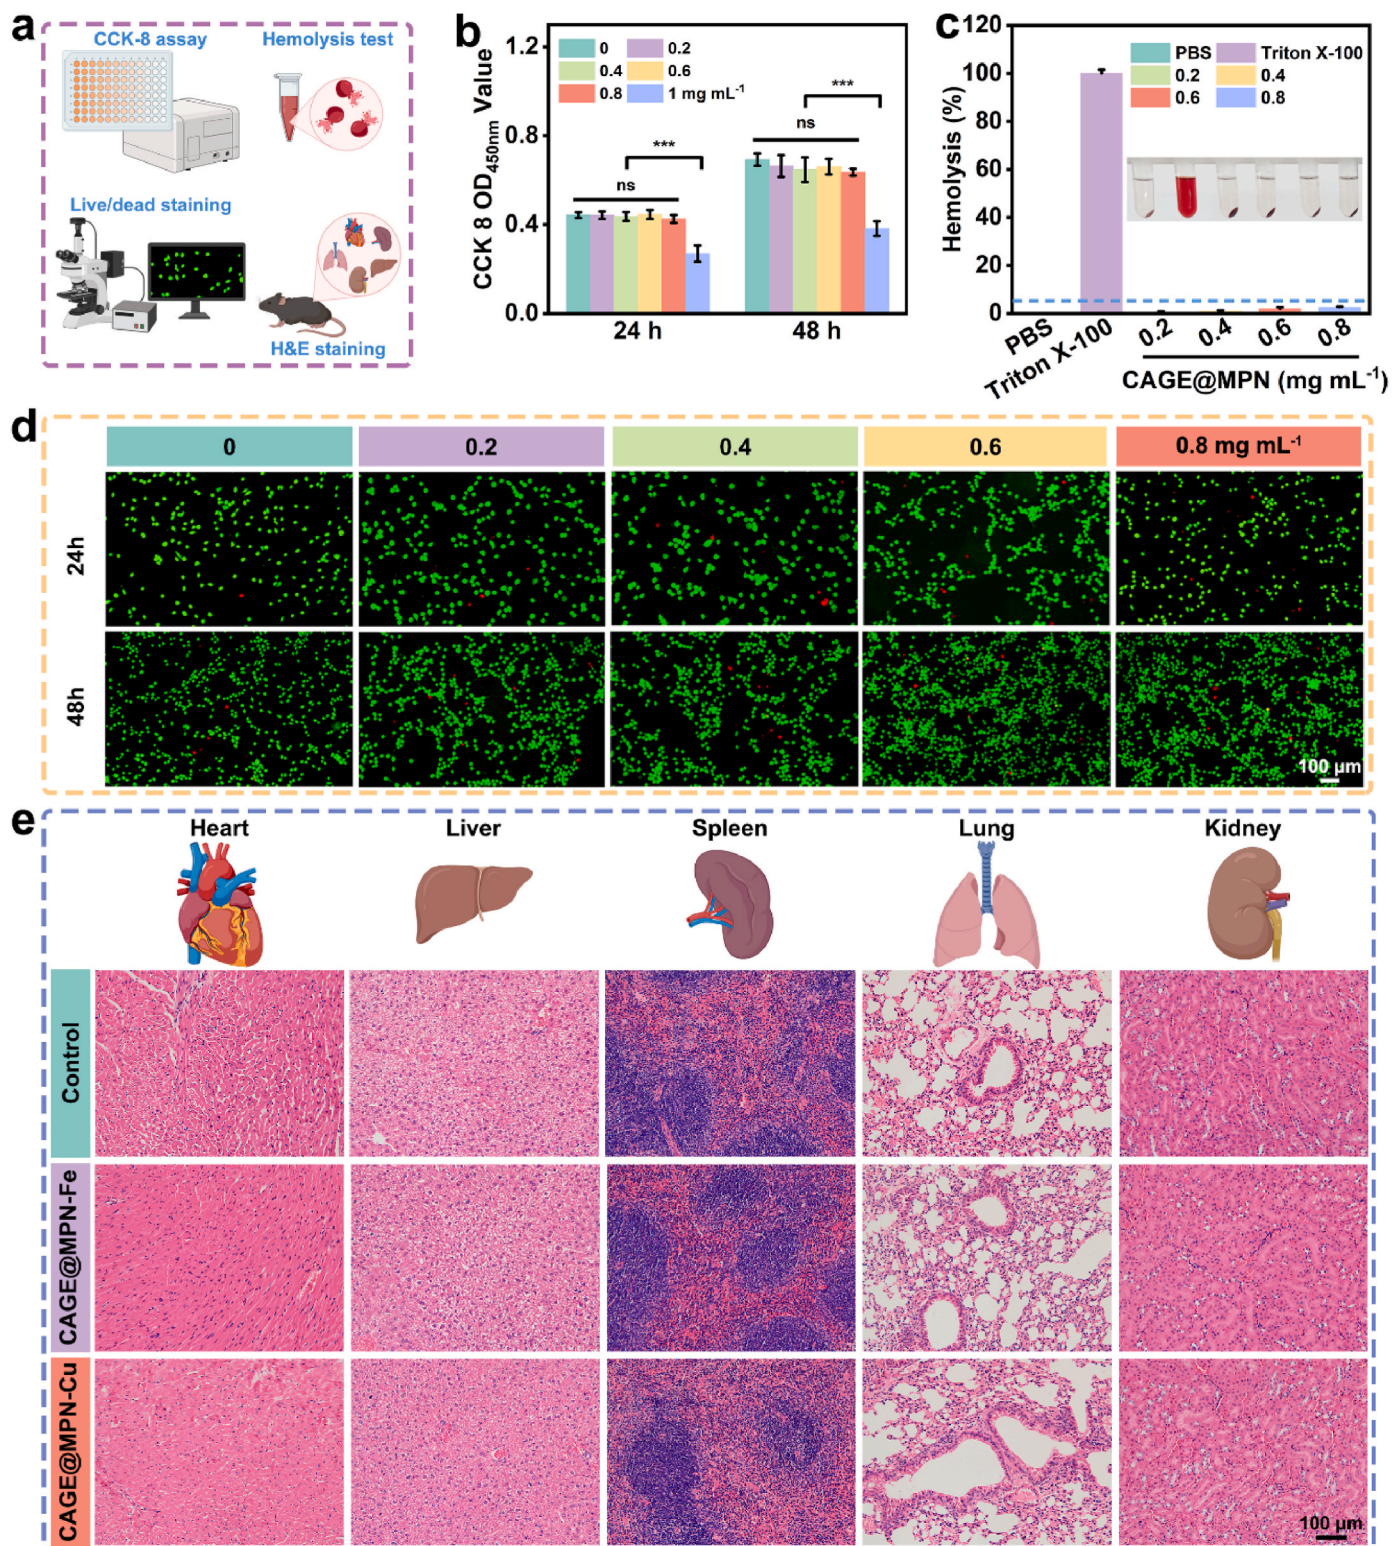 a
CCK-8 assay
Hemolysis test
Live/dead staining
H&E staining
b
CCK 8 OD450nm Value
1.2
0.8
0.4
0.0
0
0.2
0.4
0.6
0.8
1 mg mL-1
ns
***
ns
***
24 h
48 h
c
Hemolysis (%)
120
100
80
60
40
20
0
PBS
Triton X-100
0.2
0.4
0.6
0.8
PBS
Triton X-100
0.2
0.4
0.6
0.8
CAGE@MPN (mg mL-1)
d
0
0.2
0.4
0.6
0.8 mg mL-1
24h
48h
100 µm
e
Heart
Liver
Spleen
Lung
Kidney
Control
CAGE@MPN-Fe
CAGE@MPN-Cu
100 µm